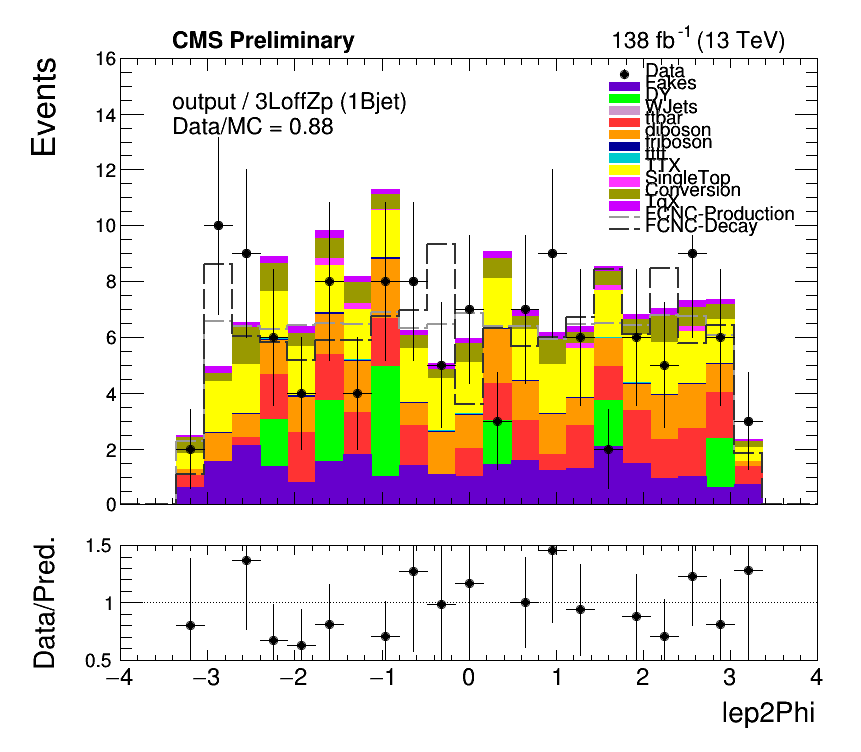 CMS Preliminary
138 fb-1 (13 TeV)
Events
16
14
12
10
8
6
4
2
0
output / 3LoffZp (1Bjet)
Data/MC = 0.88
Data
Fakes
DY
WJets
ttbar
diboson
triboson
tttt
TTX
SingleTop
Conversion
TqX
FCNC-Production
FCNC-Decay
Data/Pred.
1.5
1
0.5
−4
−3
−2
−1
0
1
2
3
4
lep2Phi